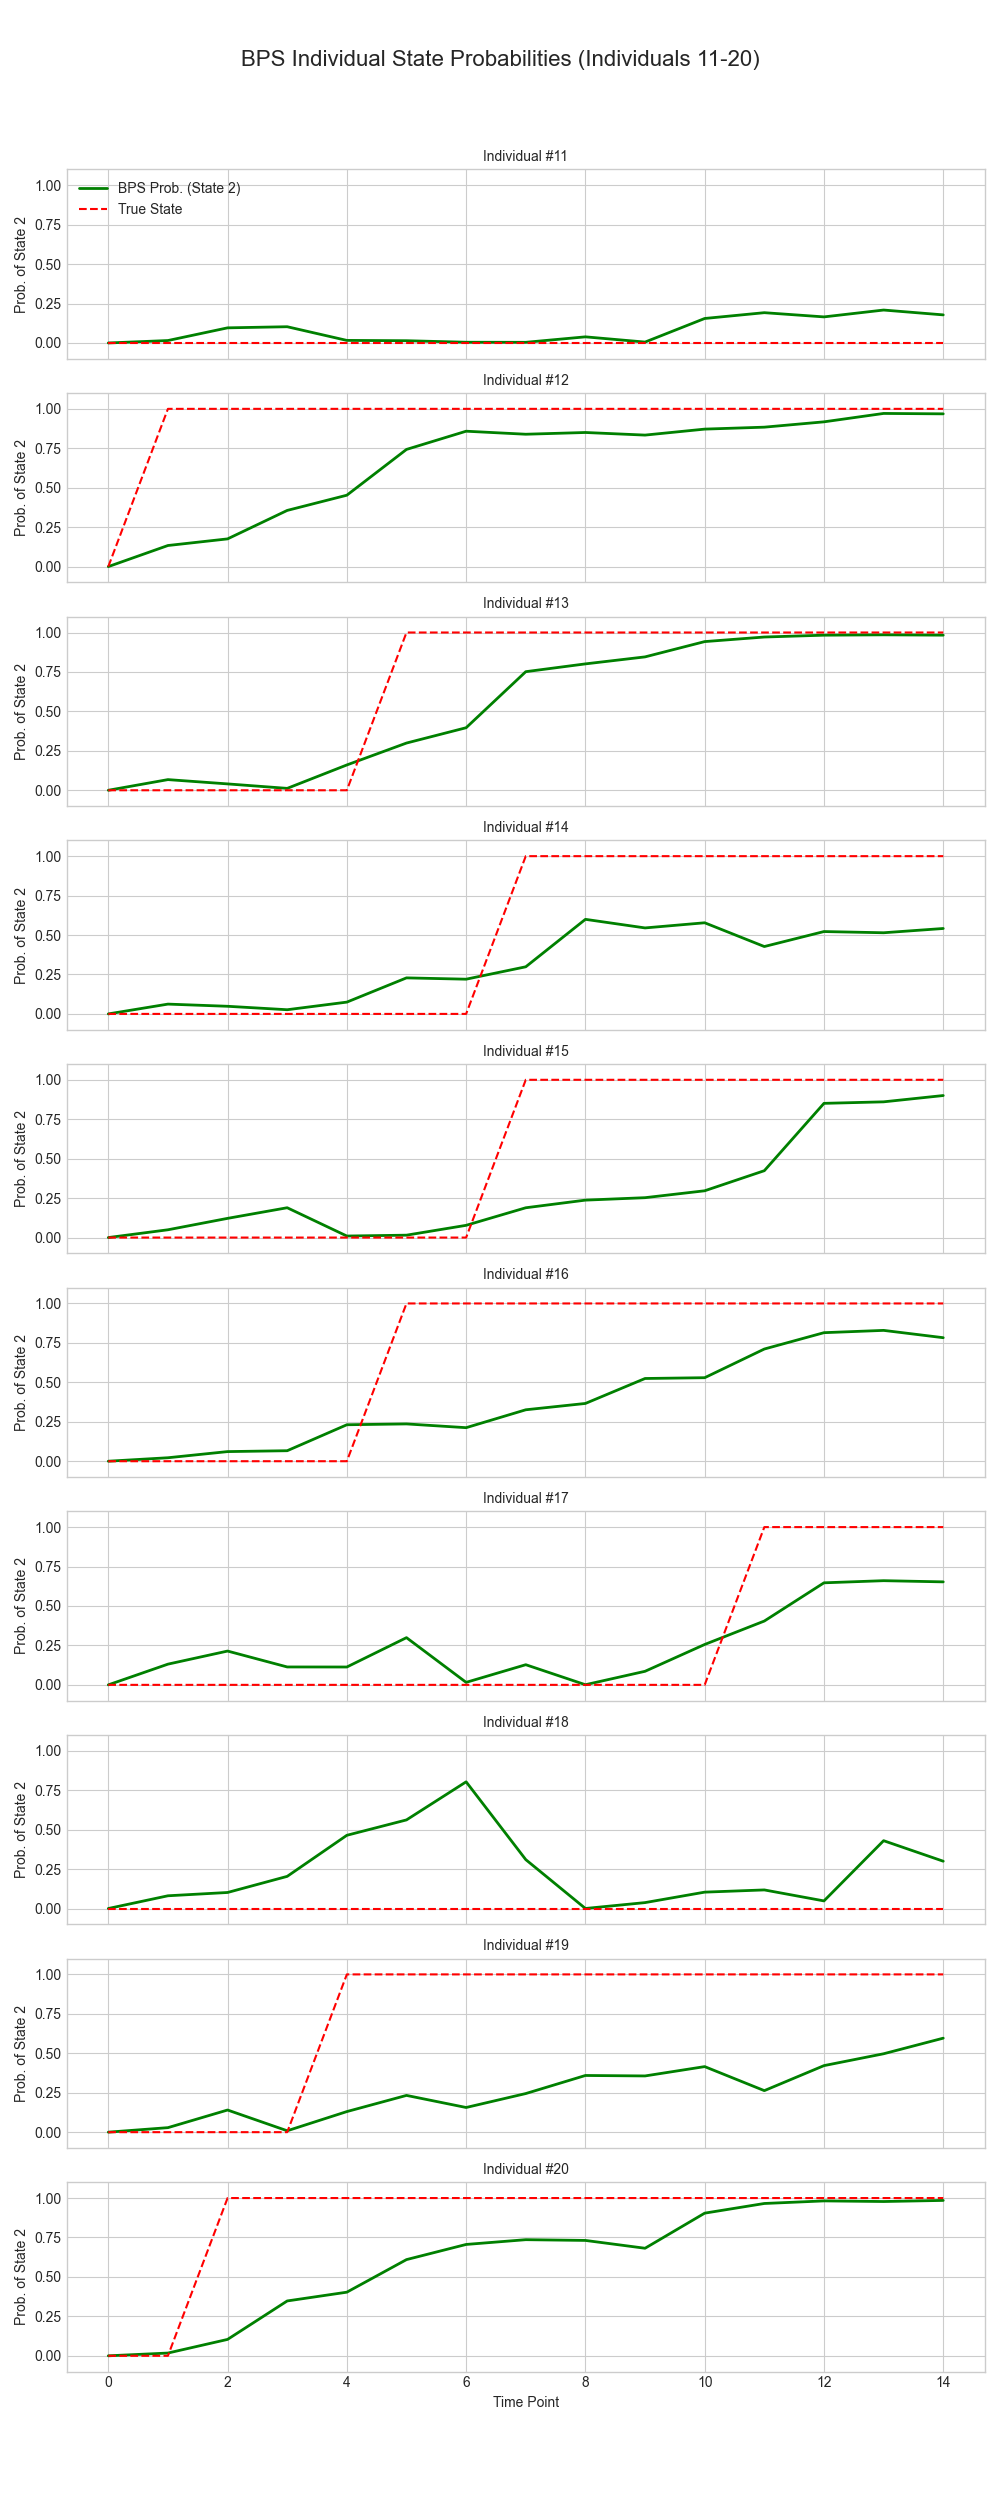 BPS Individual State Probabilities (Individuals 11-20)
Individual #11
BPS Prob. (State 2)
True State
Prob. of State 2
1.00
0.75
0.50
0.25
0.00
Individual #12
Prob. of State 2
1.00
0.75
0.50
0.25
0.00
Individual #13
Prob. of State 2
1.00
0.75
0.50
0.25
0.00
Individual #14
Prob. of State 2
1.00
0.75
0.50
0.25
0.00
Individual #15
Prob. of State 2
1.00
0.75
0.50
0.25
0.00
Individual #16
Prob. of State 2
1.00
0.75
0.50
0.25
0.00
Individual #17
Prob. of State 2
1.00
0.75
0.50
0.25
0.00
Individual #18
Prob. of State 2
1.00
0.75
0.50
0.25
0.00
Individual #19
Prob. of State 2
1.00
0.75
0.50
0.25
0.00
Individual #20
Prob. of State 2
1.00
0.75
0.50
0.25
0.00
0 2 4 6 8 10 12 14
Time Point